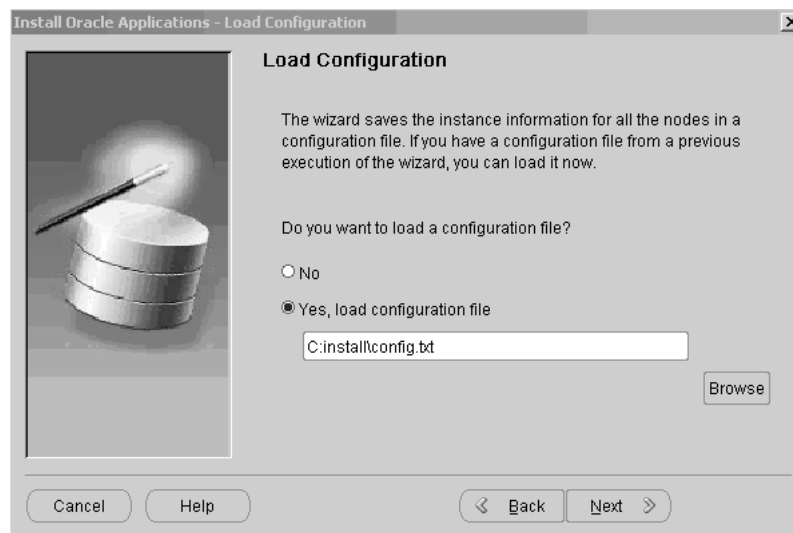 Install Oracle Applications - Load Configuration
Load Configuration
The wizard saves the instance information for all the nodes in a
configuration file. If you have a configuration file from a previous
execution of the wizard, you can load it now.
Do you want to load a configuration file?
No
Yes, load configuration file
C:install\config.txt
Browse
Cancel Help Back Next